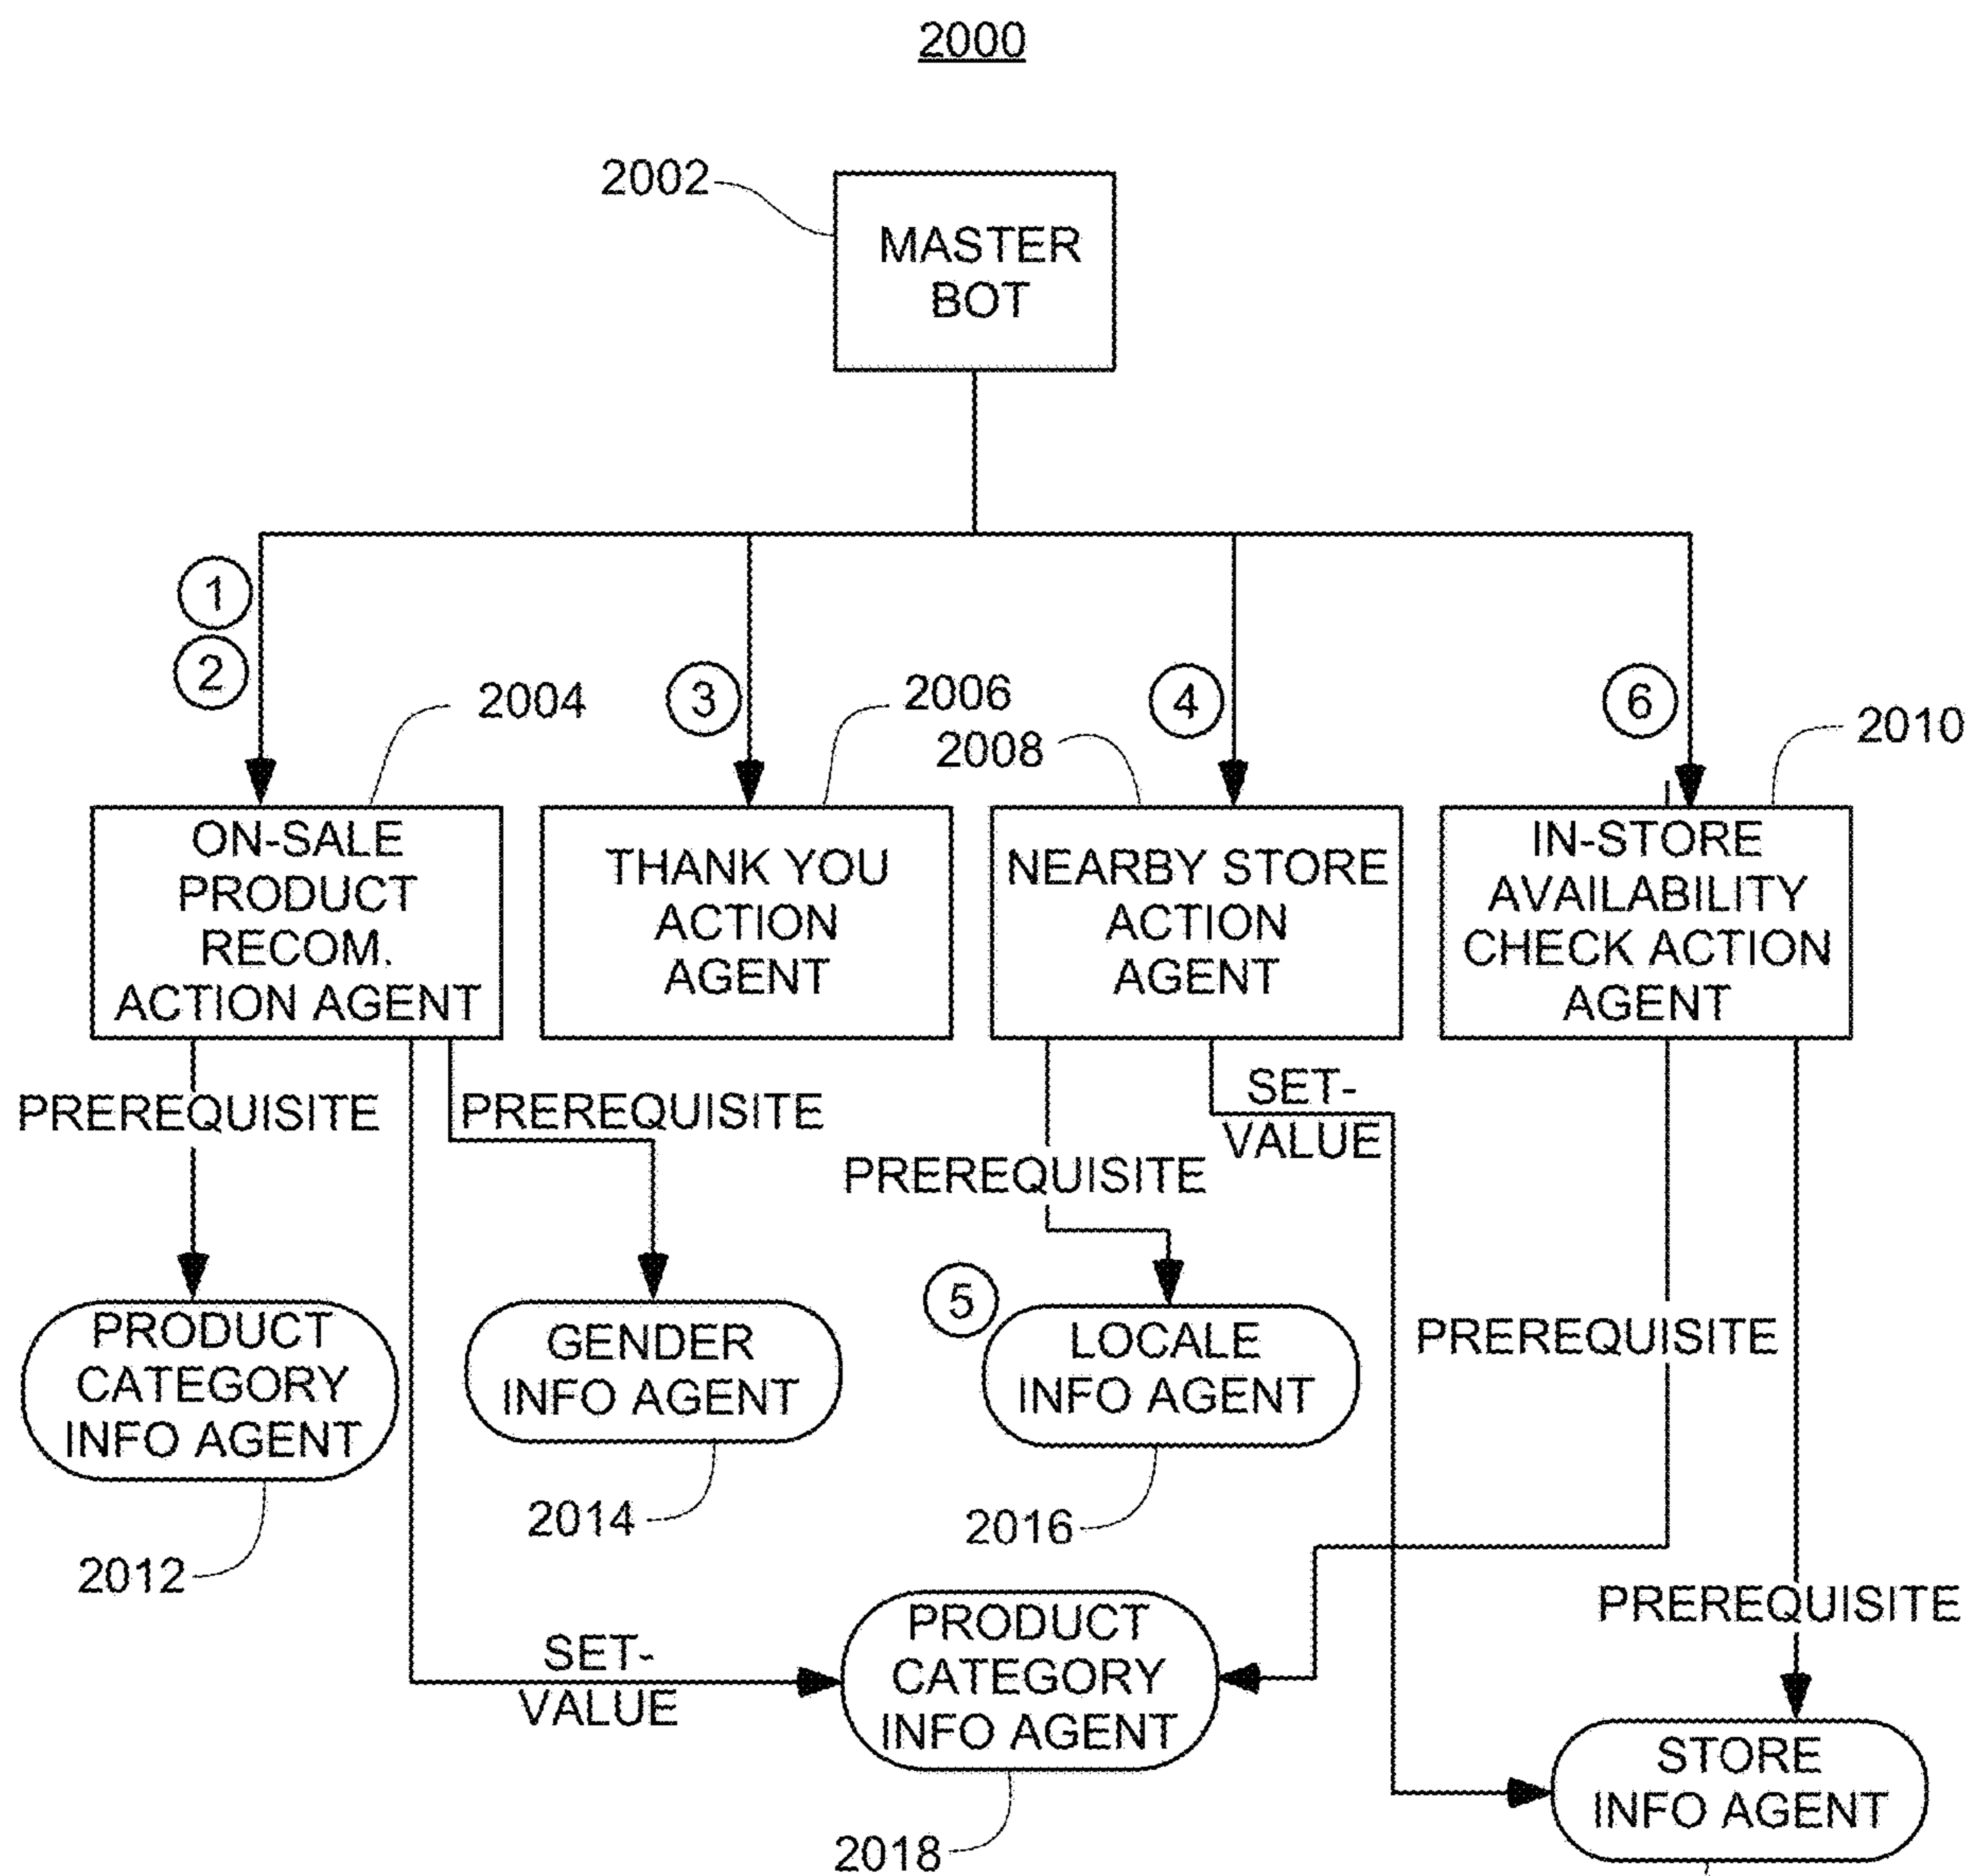 2000
2002
MASTER
BOT
1
2
3
4
6
2004
2006
2008
2010
ON-SALE
PRODUCT
RECOM.
ACTION AGENT
THANK YOU
ACTION
AGENT
NEARBY STORE
ACTION
AGENT
IN-STORE
AVAILABILITY
CHECK ACTION
AGENT
PREREQUISITE
PREREQUISITE
PREREQUISITE
SET-
VALUE
PREREQUISITE
PREREQUISITE
PRODUCT
CATEGORY
INFO AGENT
2012
GENDER
INFO AGENT
2014
5
LOCALE
INFO AGENT
2016
SET-
VALUE
PRODUCT
CATEGORY
INFO AGENT
2018
STORE
INFO AGENT